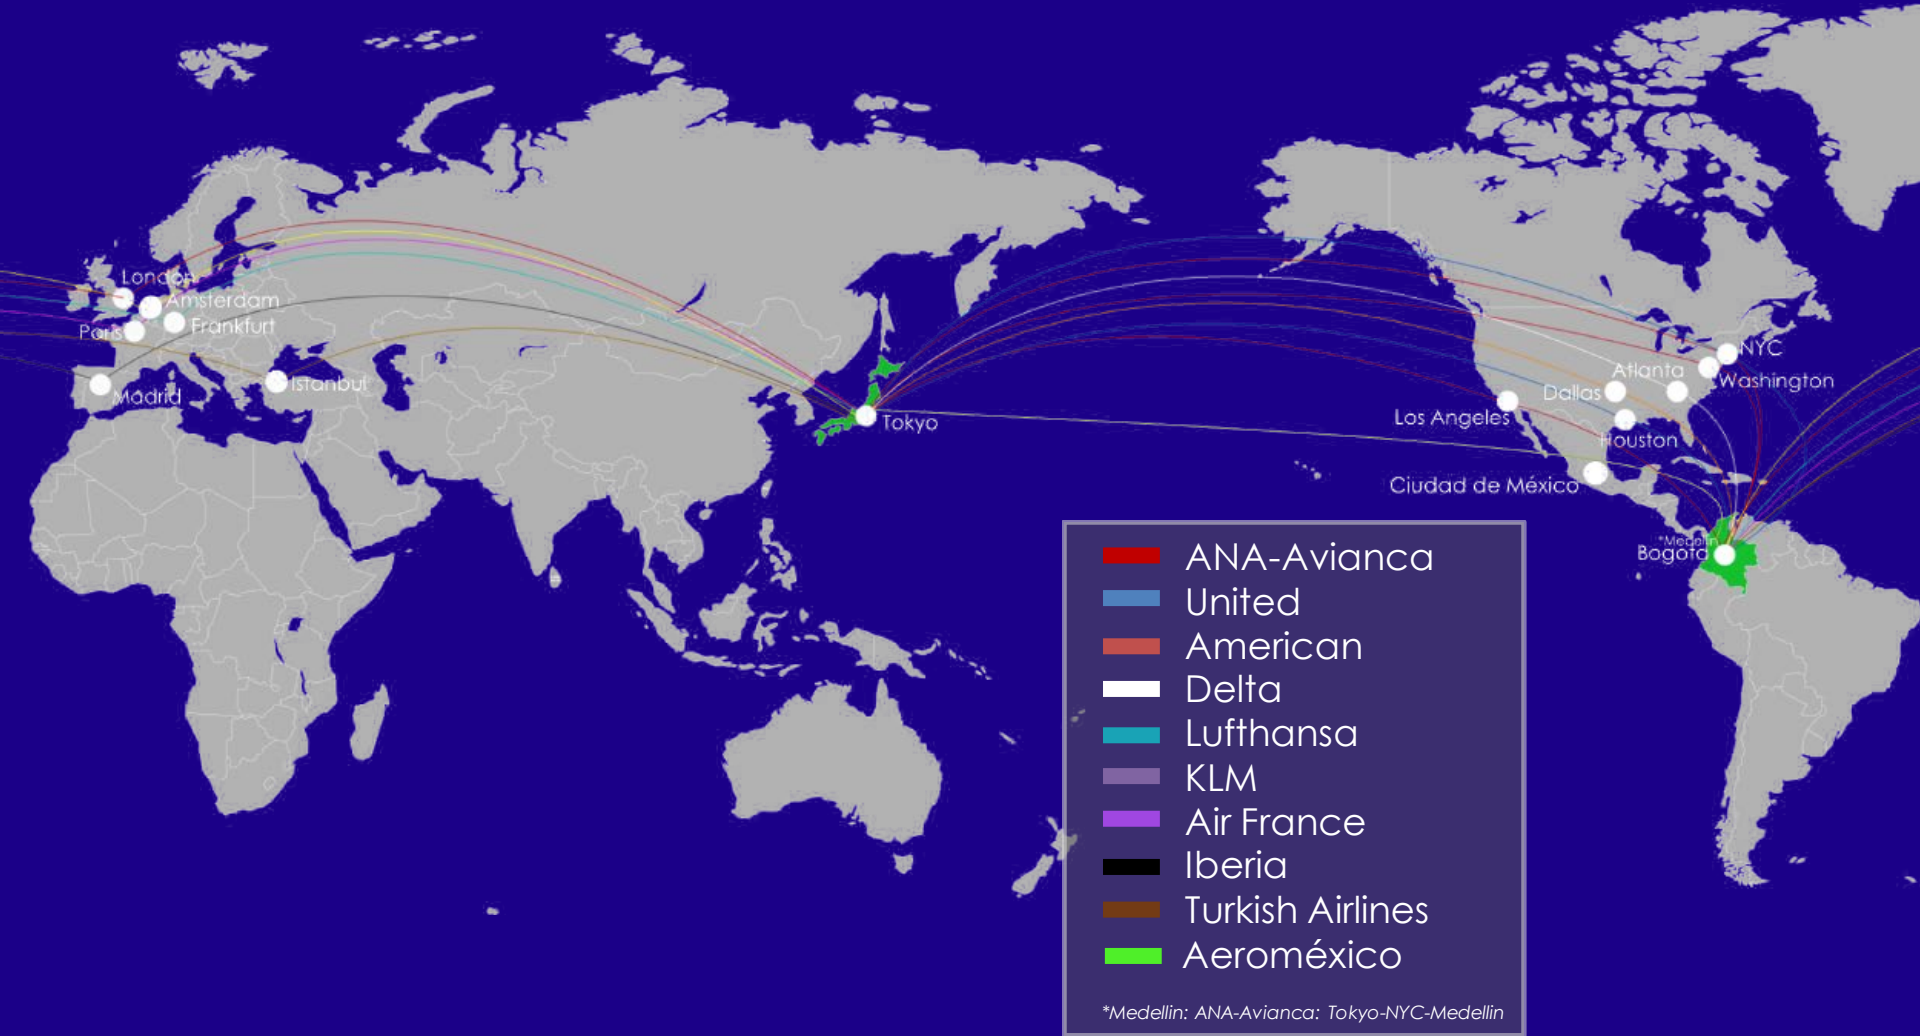 London
Amsterdam
Paris
Frankfurt
Madrid
Istanbul
Tokyo
NYC
Atlanta
Washington
Dallas
Los Angeles
Houston
Ciudad de México
*Medellin
Bogotá
ANA-Avianca
United
American
Delta
Lufthansa
KLM
Air France
Iberia
Turkish Airlines
Aeroméxico
*Medellin: ANA-Avianca: Tokyo-NYC-Medellin